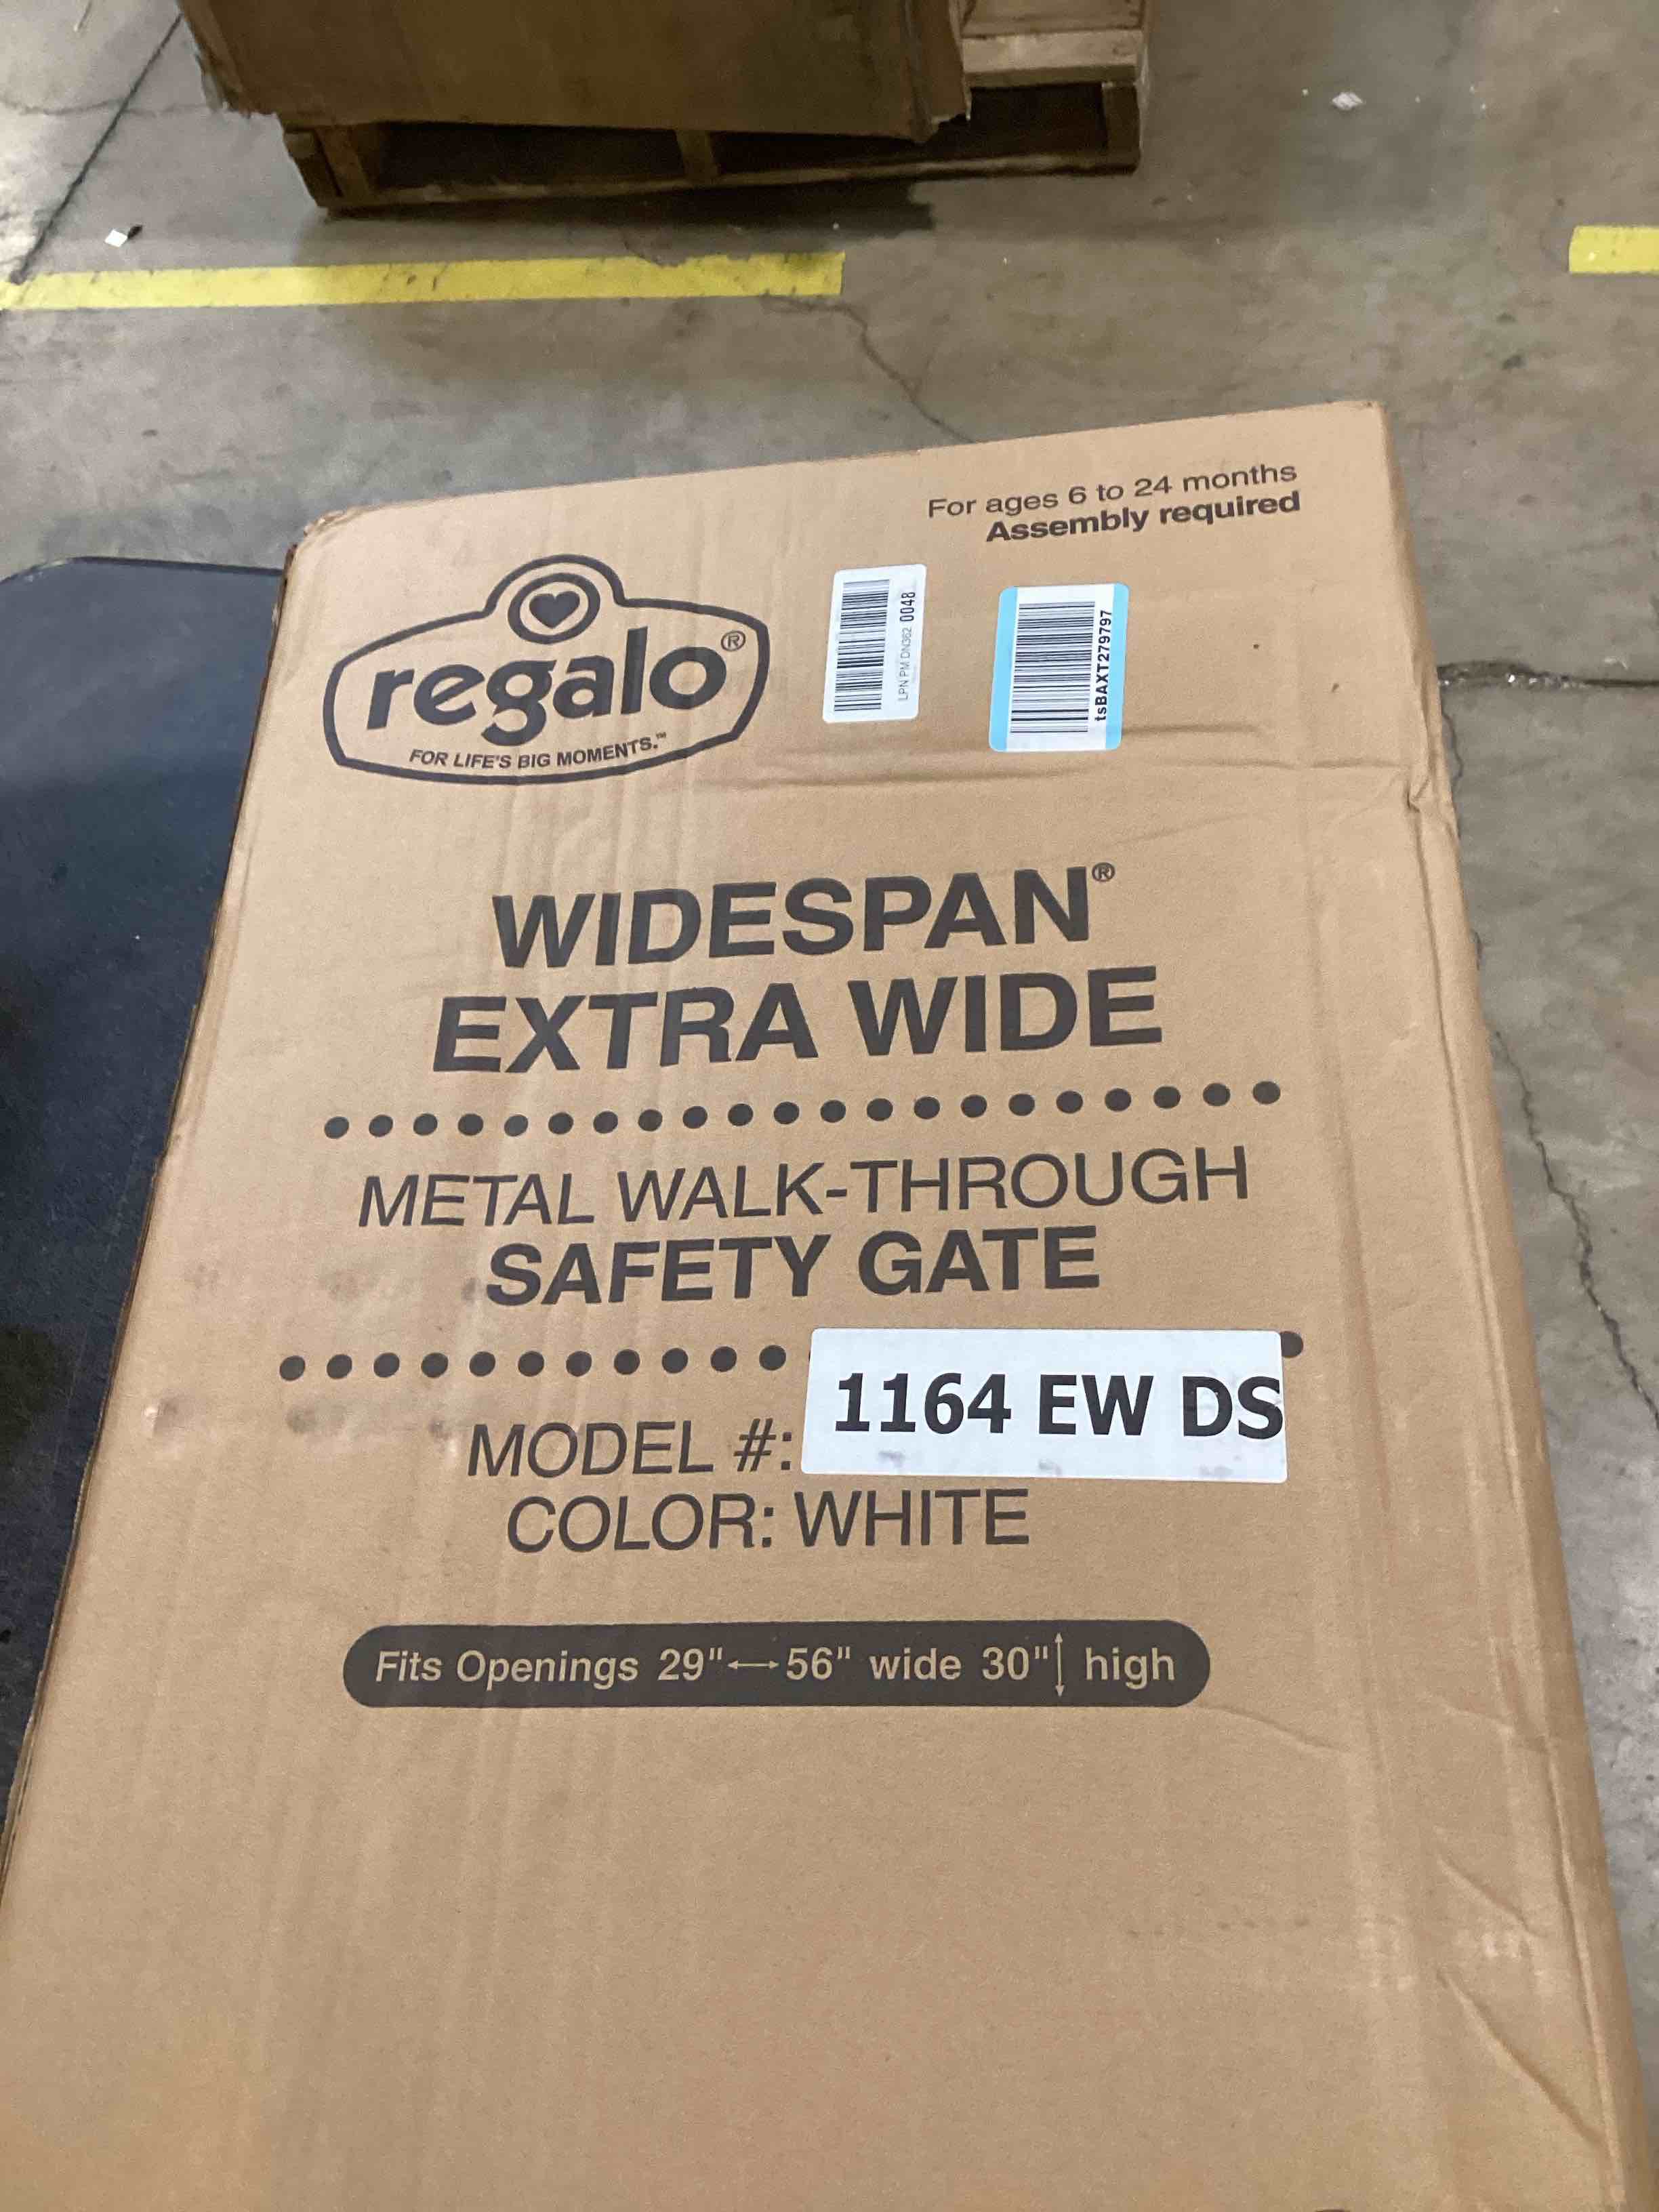 For ages 6 to 24 months
Assembly required
regalo®
FOR LIFE'S BIG MOMENTS.™
LPN PM DN362 0048
tsBAXT279797
WIDESPAN®
EXTRA WIDE
METAL WALK-THROUGH
SAFETY GATE
MODEL #: 1164 EW DS
COLOR: WHITE
Fits Openings 29"↔56" wide 30"↕ high